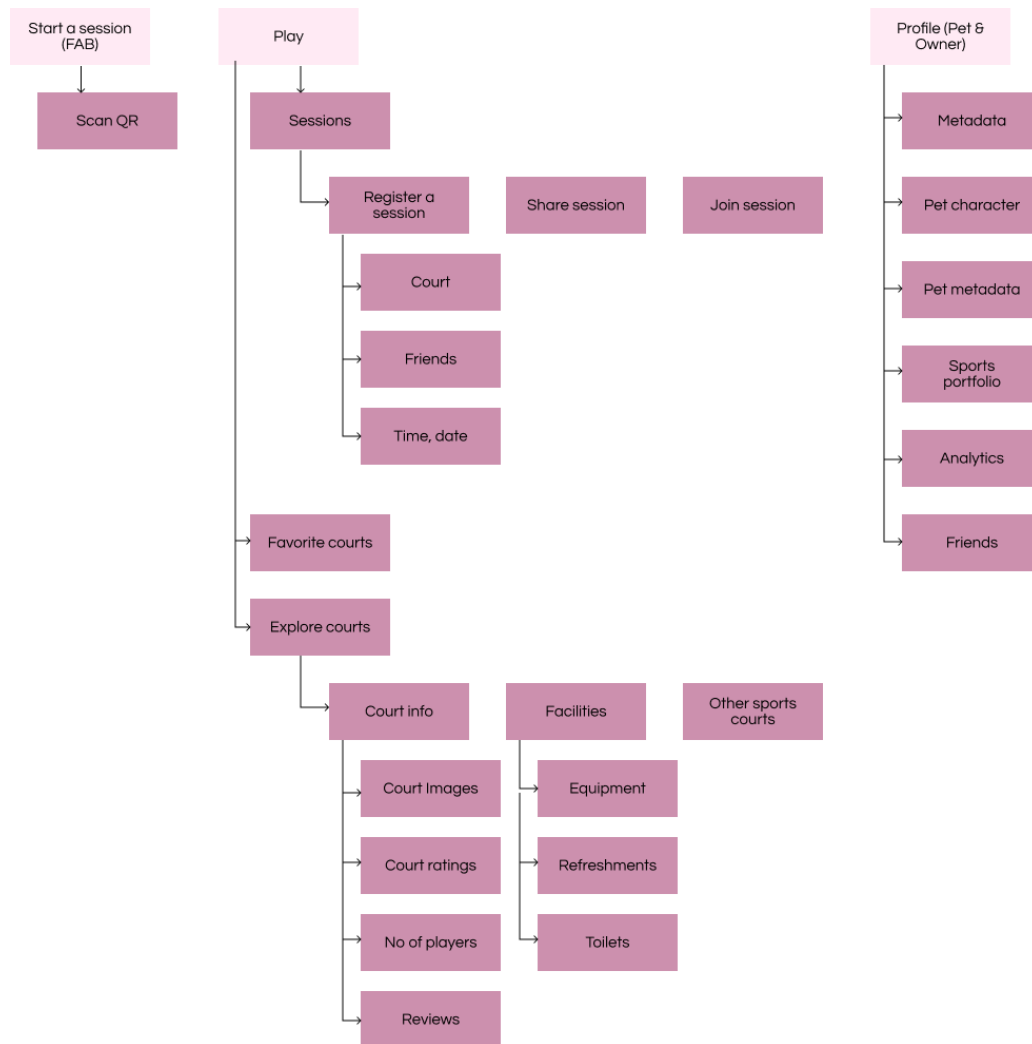 Start a session
(FAB)
Play
Profile (Pet &
Owner)
Scan QR
Sessions
Metadata
Register a
session
Share session
Join session
Pet character
Court
Pet metadata
Friends
Sports
portfolio
Time, date
Analytics
Favorite courts
Friends
Explore courts
Court info
Facilities
Other sports
courts
Court Images
Equipment
Court ratings
Refreshments
No of players
Toilets
Reviews